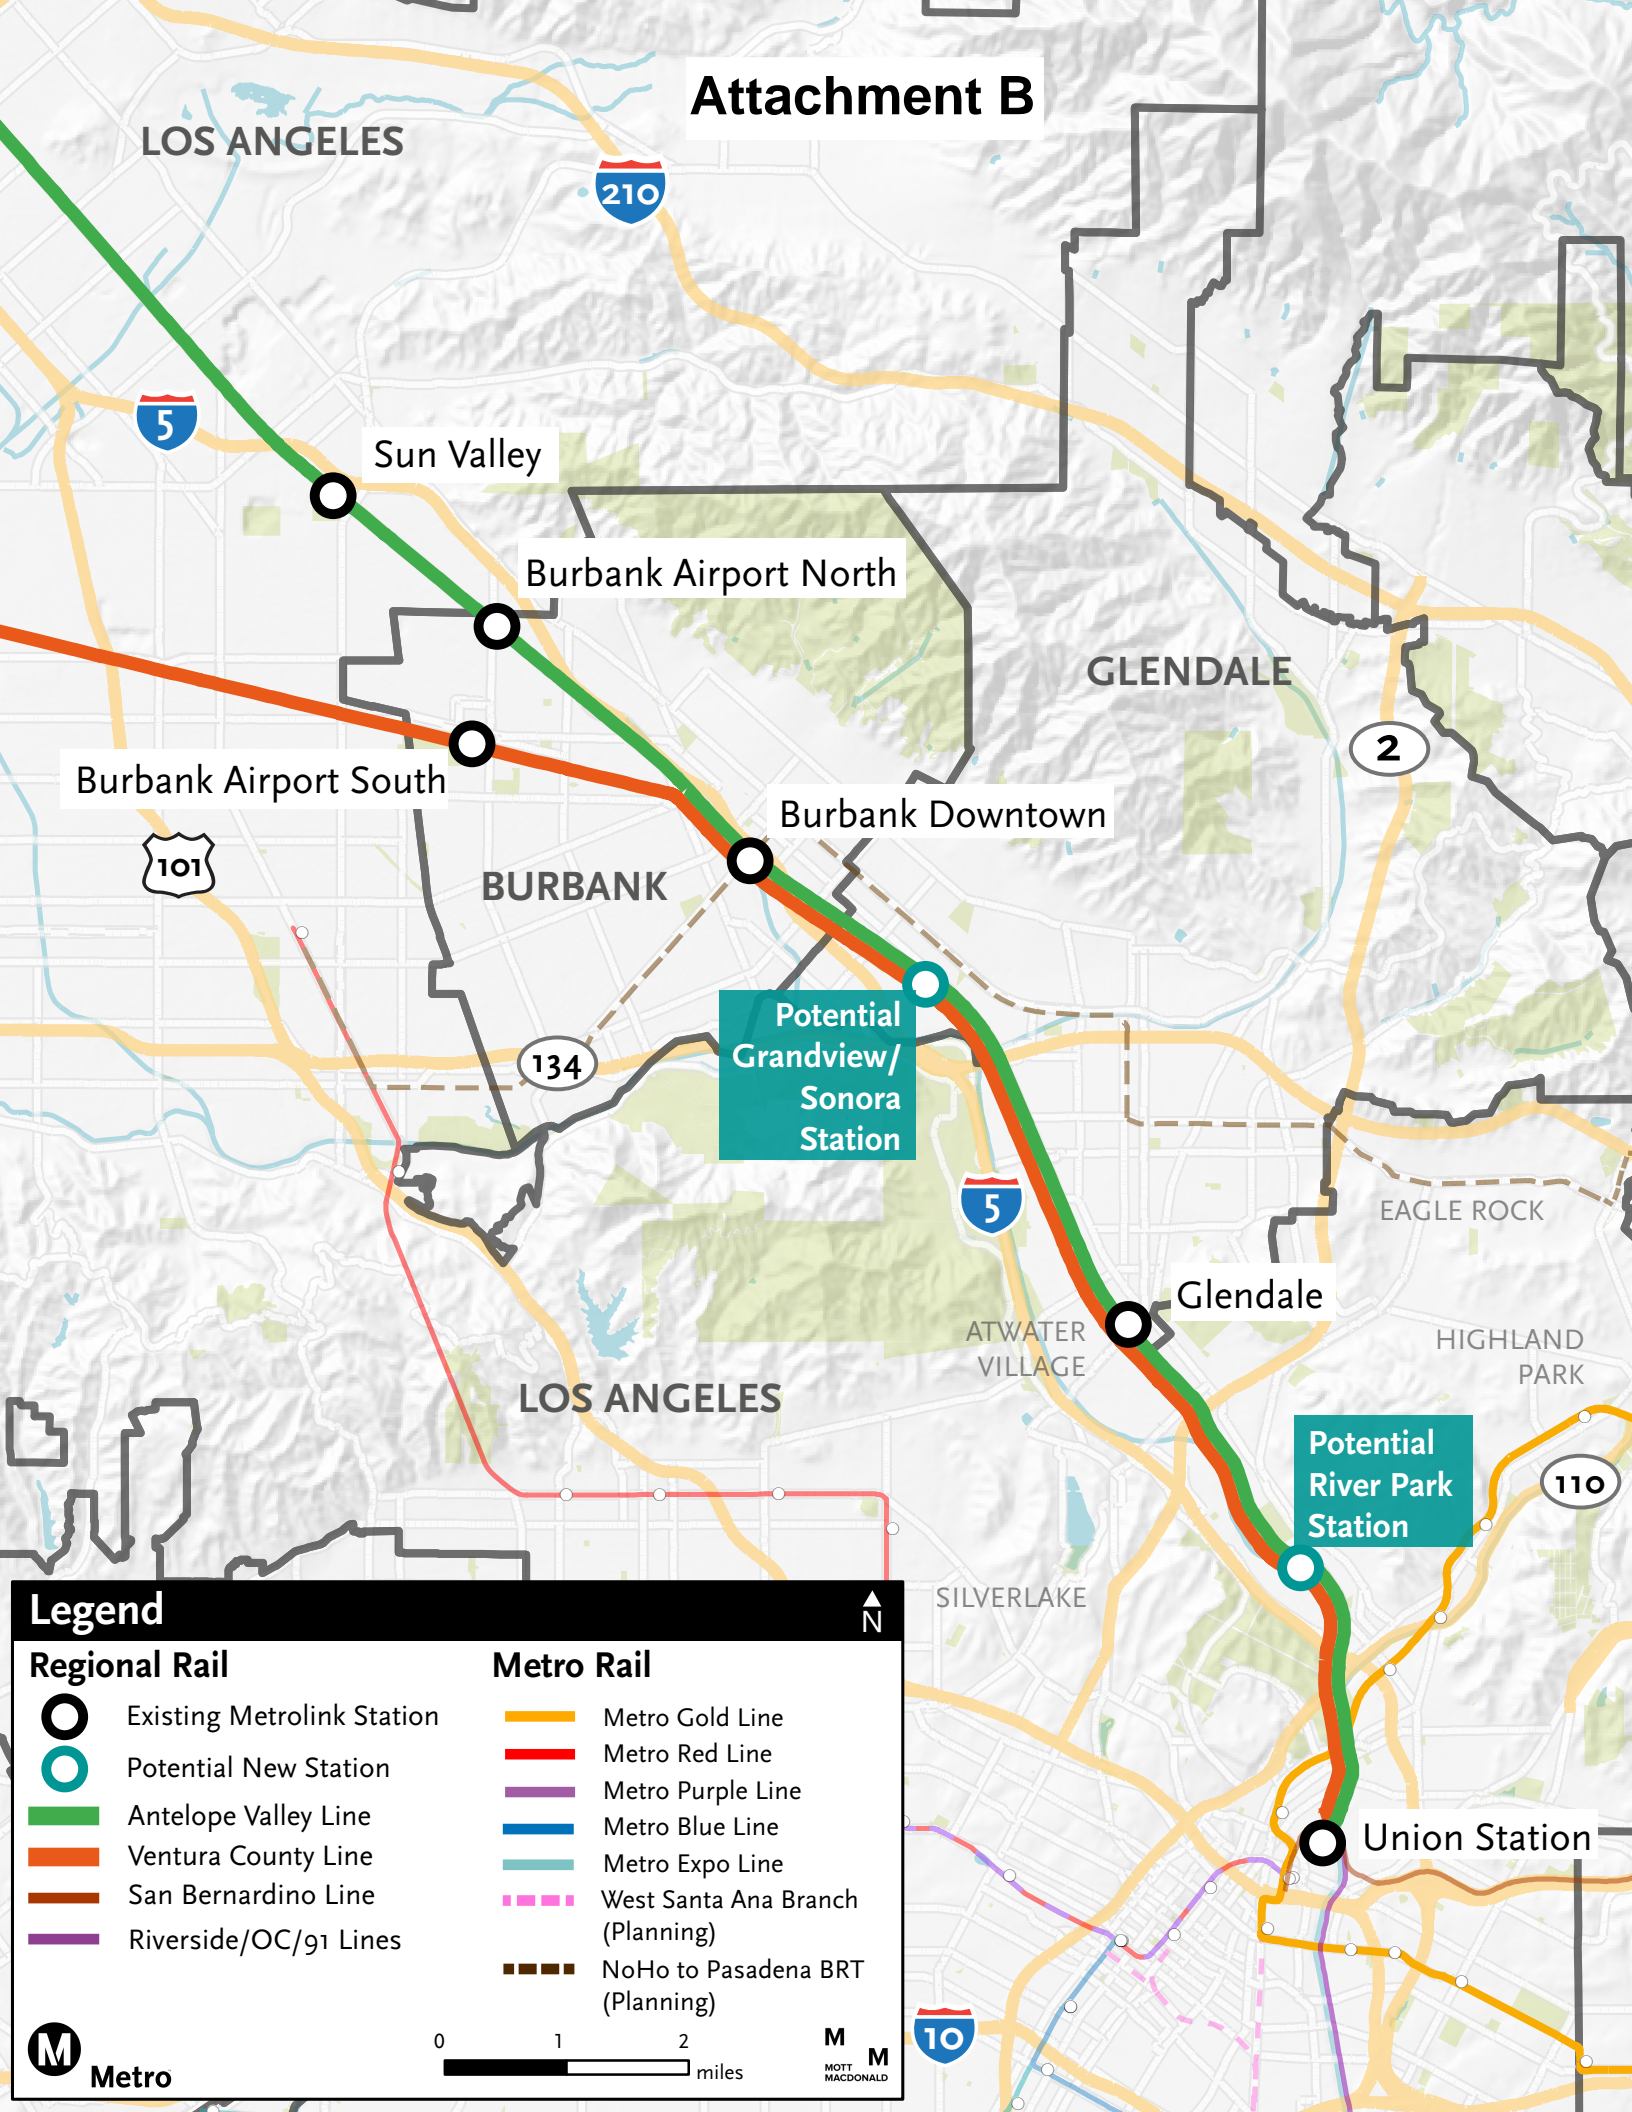 Attachment B
LOS ANGELES
210
5
Sun Valley
Burbank Airport North
GLENDALE
2
Burbank Airport South
Burbank Downtown
101
BURBANK
Potential
Grandview/
Sonora
Station
134
5
EAGLE ROCK
Glendale
ATWATER
VILLAGE
HIGHLAND
PARK
LOS ANGELES
Potential
River Park
Station
110
SILVERLAKE
Union Station
10
Legend
N
Regional Rail
Existing Metrolink Station
Potential New Station
Antelope Valley Line
Ventura County Line
San Bernardino Line
Riverside/OC/91 Lines
Metro Rail
Metro Gold Line
Metro Red Line
Metro Purple Line
Metro Blue Line
Metro Expo Line
West Santa Ana Branch
(Planning)
NoHo to Pasadena BRT
(Planning)
M
Metro
0 1 2
miles
M
M
MOTT
MACDONALD